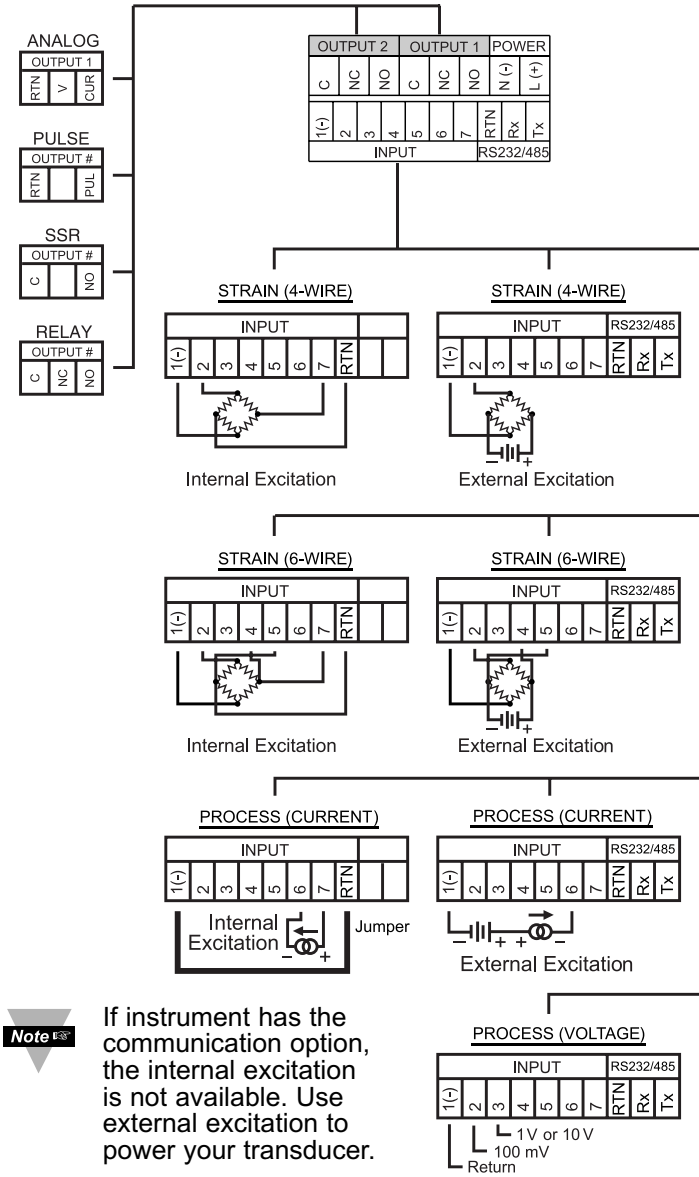 ANALOG
OUTPUT 1
RTN V CUR
PULSE
OUTPUT #
RTN PUL
SSR
OUTPUT #
C NO
RELAY
OUTPUT #
C NC NO
OUTPUT 2 OUTPUT 1 POWER
C NC NO C NC NO N (-) L (+)
1(-) 2 3 4 5 6 7 RTN Rx Tx
INPUT RS232/485
STRAIN (4-WIRE)
INPUT
1(-) 2 3 4 5 6 7 RTN
Internal Excitation
STRAIN (4-WIRE)
INPUT RS232/485
1(-) 2 3 4 5 6 7 RTN Rx Tx
– +
External Excitation
STRAIN (6-WIRE)
INPUT
1(-) 2 3 4 5 6 7 RTN
Internal Excitation
STRAIN (6-WIRE)
INPUT RS232/485
1(-) 2 3 4 5 6 7 RTN Rx Tx
– +
External Excitation
PROCESS (CURRENT)
INPUT
1(-) 2 3 4 5 6 7 RTN
Internal
Excitation
– +
Jumper
PROCESS (CURRENT)
INPUT RS232/485
1(-) 2 3 4 5 6 7 RTN Rx Tx
– + + –
External Excitation
Note
If instrument has the
communication option,
the internal excitation
is not available. Use
external excitation to
power your transducer.
PROCESS (VOLTAGE)
INPUT RS232/485
1(-) 2 3 4 5 6 7 RTN Rx Tx
1V or 10V
100 mV
Return